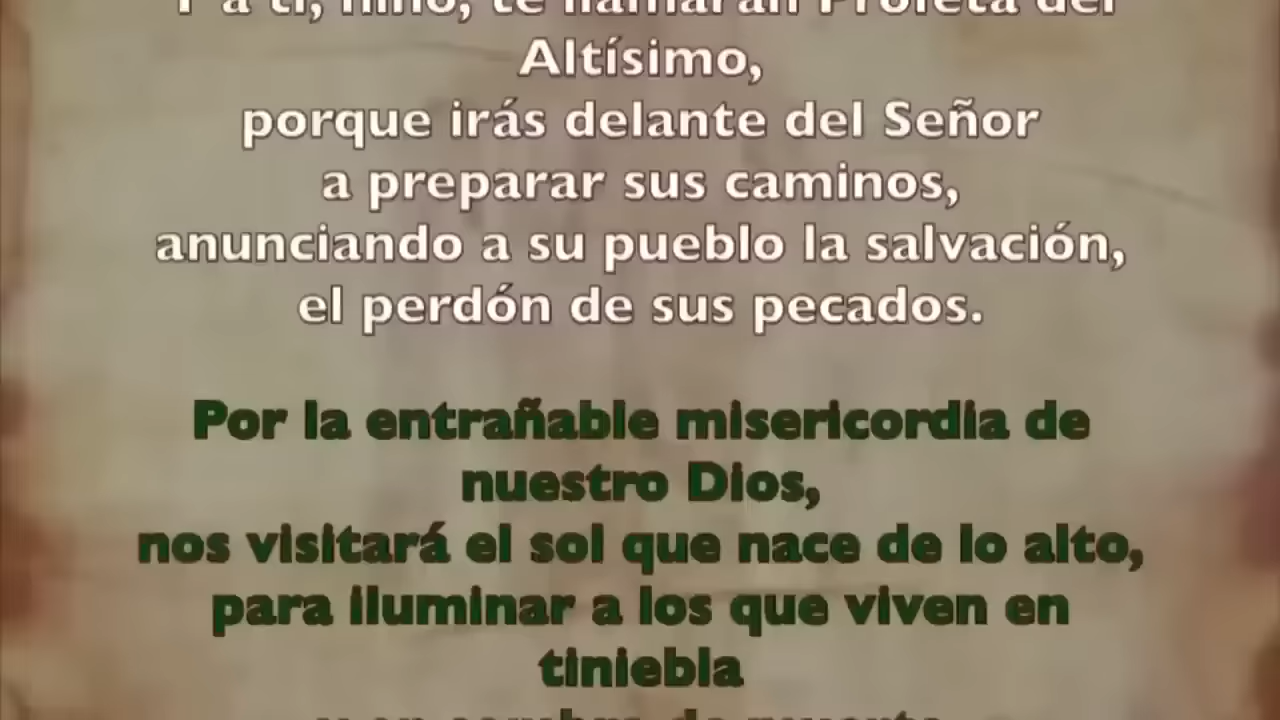 Y a ti, niño, te llamarán Profeta del
Altísimo,
porque irás delante del Señor
a preparar sus caminos,
anunciando a su pueblo la salvación,
el perdón de sus pecados.
Por la entrañable misericordia de
nuestro Dios,
nos visitará el sol que nace de lo alto,
para iluminar a los que viven en
tiniebla